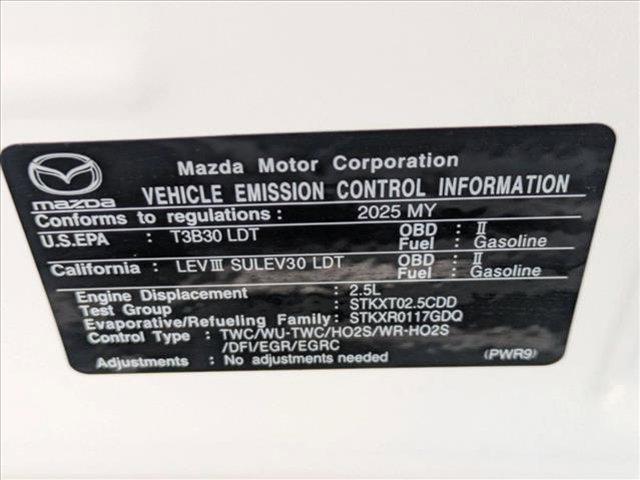 Mazda Motor Corporation
mazda VEHICLE EMISSION CONTROL INFORMATION
Conforms to regulations : 2025 MY
U.S.EPA : T3B30 LDT OBD : II
Fuel : Gasoline
California : LEV III SULEV30 LDT OBD : II
Fuel : Gasoline
Engine Displacement : 2.5L
Test Group : STKXT02.5CDD
Evaporative/Refueling Family: STKXR0117GDQ
Control Type : TWC/WU-TWC/HO2S/WR-HO2S
/DFI/EGR/EGRC
Adjustments : No adjustments needed (PWR9)